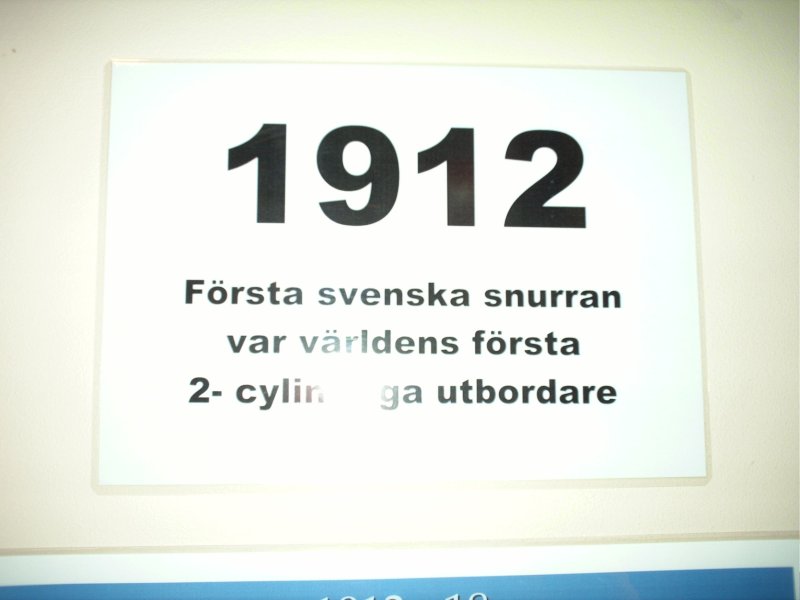 1912
Första svenska snurran
var världens första
2- utbordare